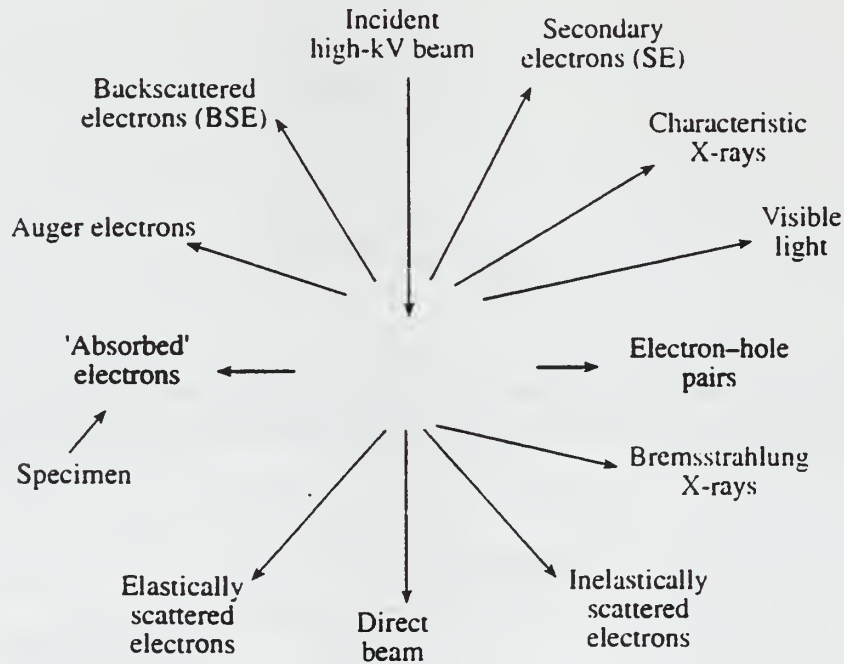 Incident
high-kV beam
Secondary
electrons (SE)
Backscattered
electrons (BSE)
Characteristic
X-rays
Auger electrons
Visible
light
'Absorbed'
electrons
Electron–hole
pairs
Specimen
Bremsstrahlung
X-rays
Elastically
scattered
electrons
Direct
beam
Inelastically
scattered
electrons